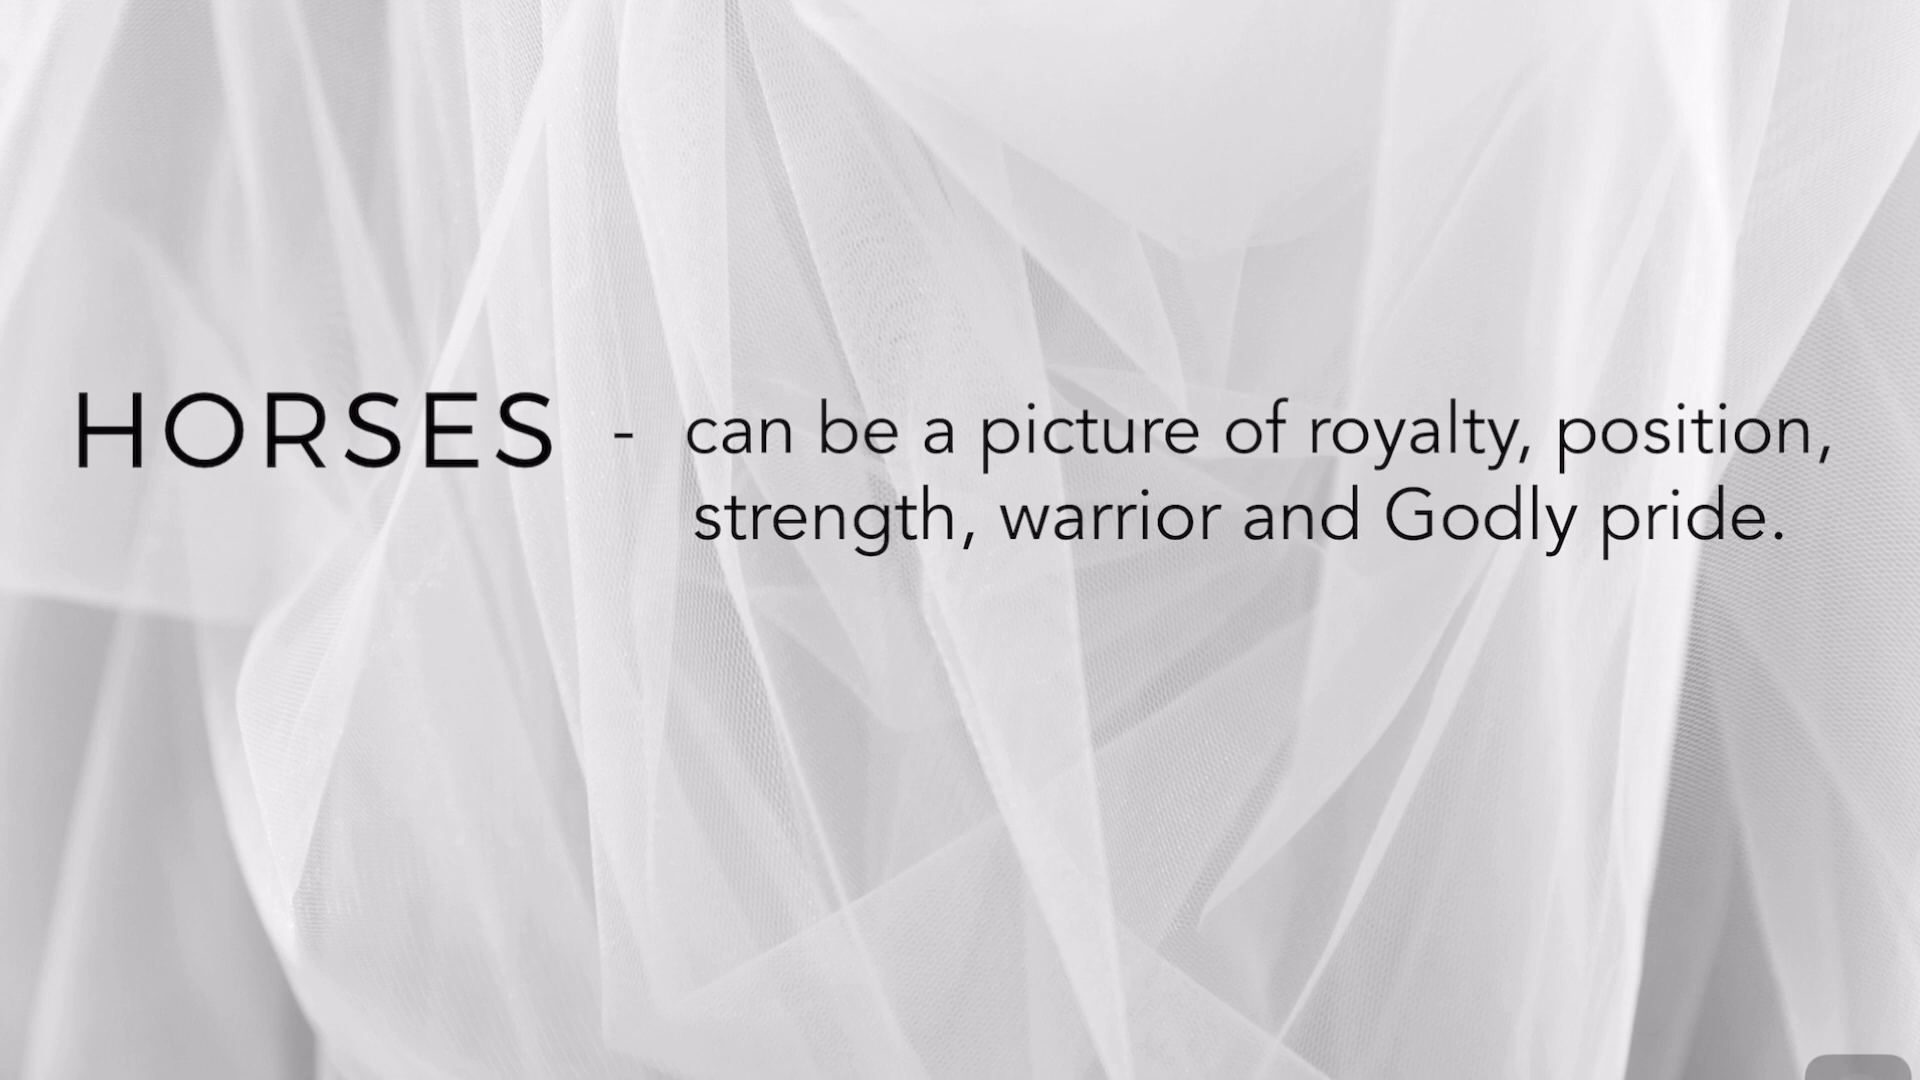 HORSES - can be a picture of royalty, position,
strength, warrior and Godly pride.